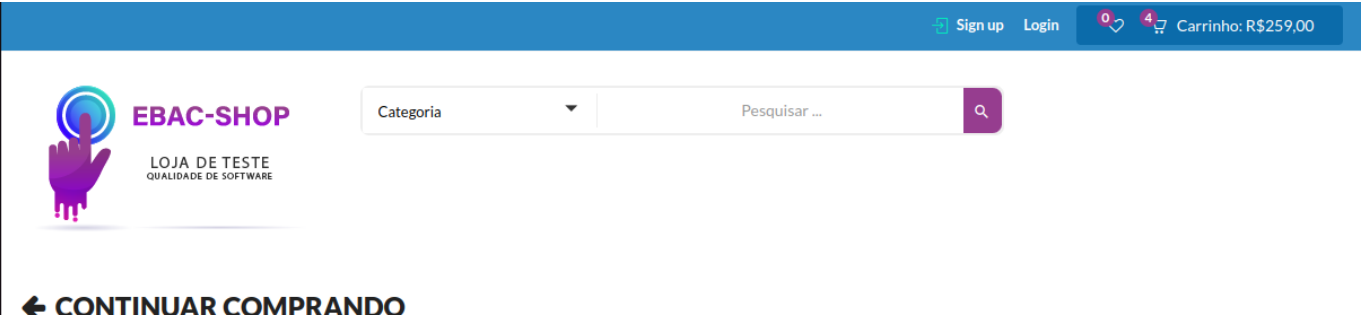 Sign up Login 0 4 Carrinho: R$259,00
EBAC-SHOP
LOJA DE TESTE
QUALIDADE DE SOFTWARE
Categoria Pesquisar ...
CONTINUAR COMPRANDO